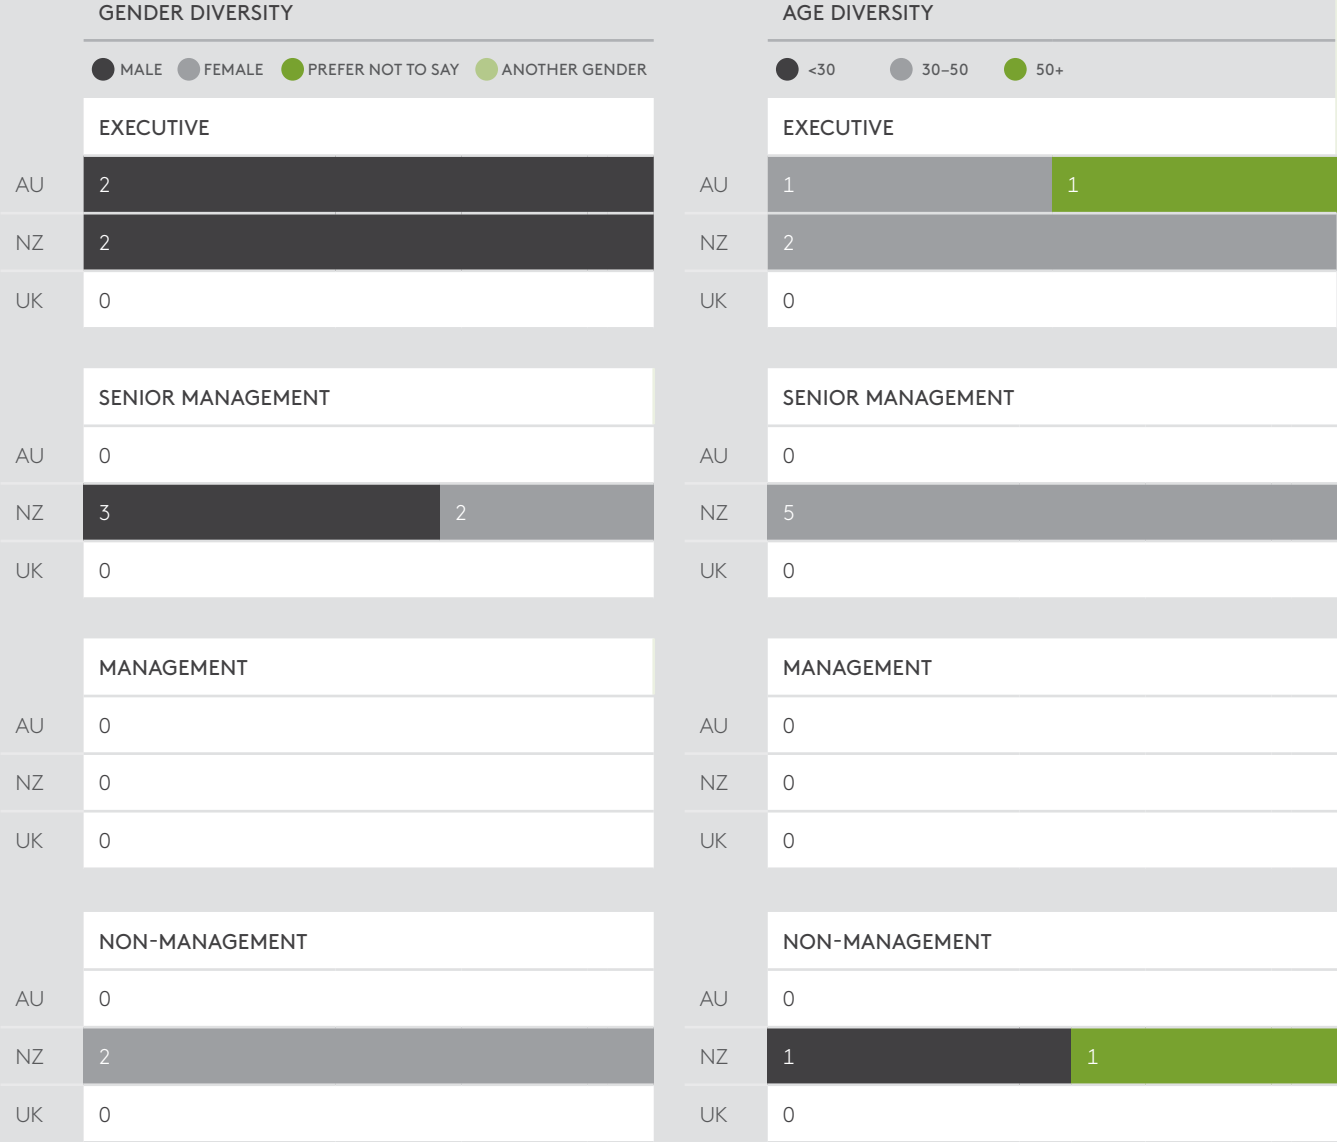 GENDER DIVERSITY
MALE FEMALE PREFER NOT TO SAY ANOTHER GENDER
EXECUTIVE
AU 2
NZ 2
UK 0
SENIOR MANAGEMENT
AU 0
NZ 3 2
UK 0
MANAGEMENT
AU 0
NZ 0
UK 0
NON-MANAGEMENT
AU 0
NZ 2
UK 0
AGE DIVERSITY
<30 30–50 50+
EXECUTIVE
AU 1 1
NZ 2
UK 0
SENIOR MANAGEMENT
AU 0
NZ 5
UK 0
MANAGEMENT
AU 0
NZ 0
UK 0
NON-MANAGEMENT
AU 0
NZ 1 1
UK 0